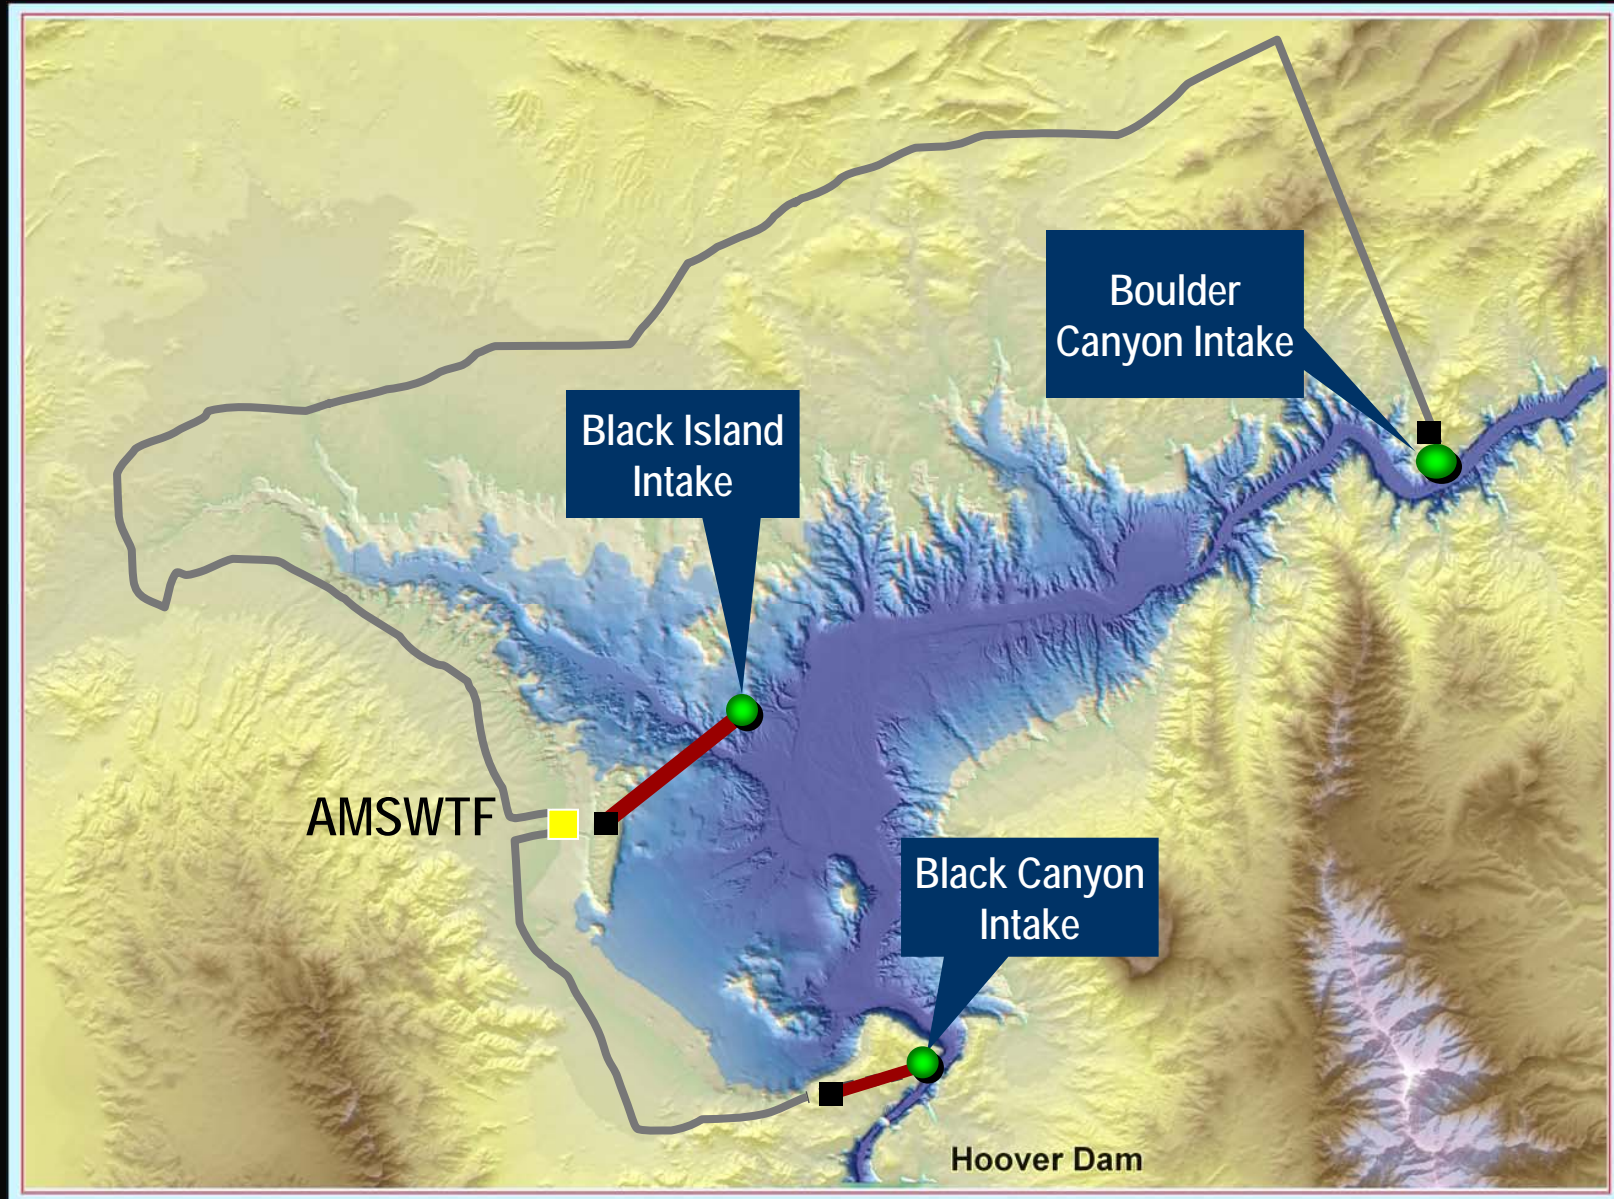 Boulder
Canyon Intake
Black Island
Intake
AMSWTF
Black Canyon
Intake
Hoover Dam